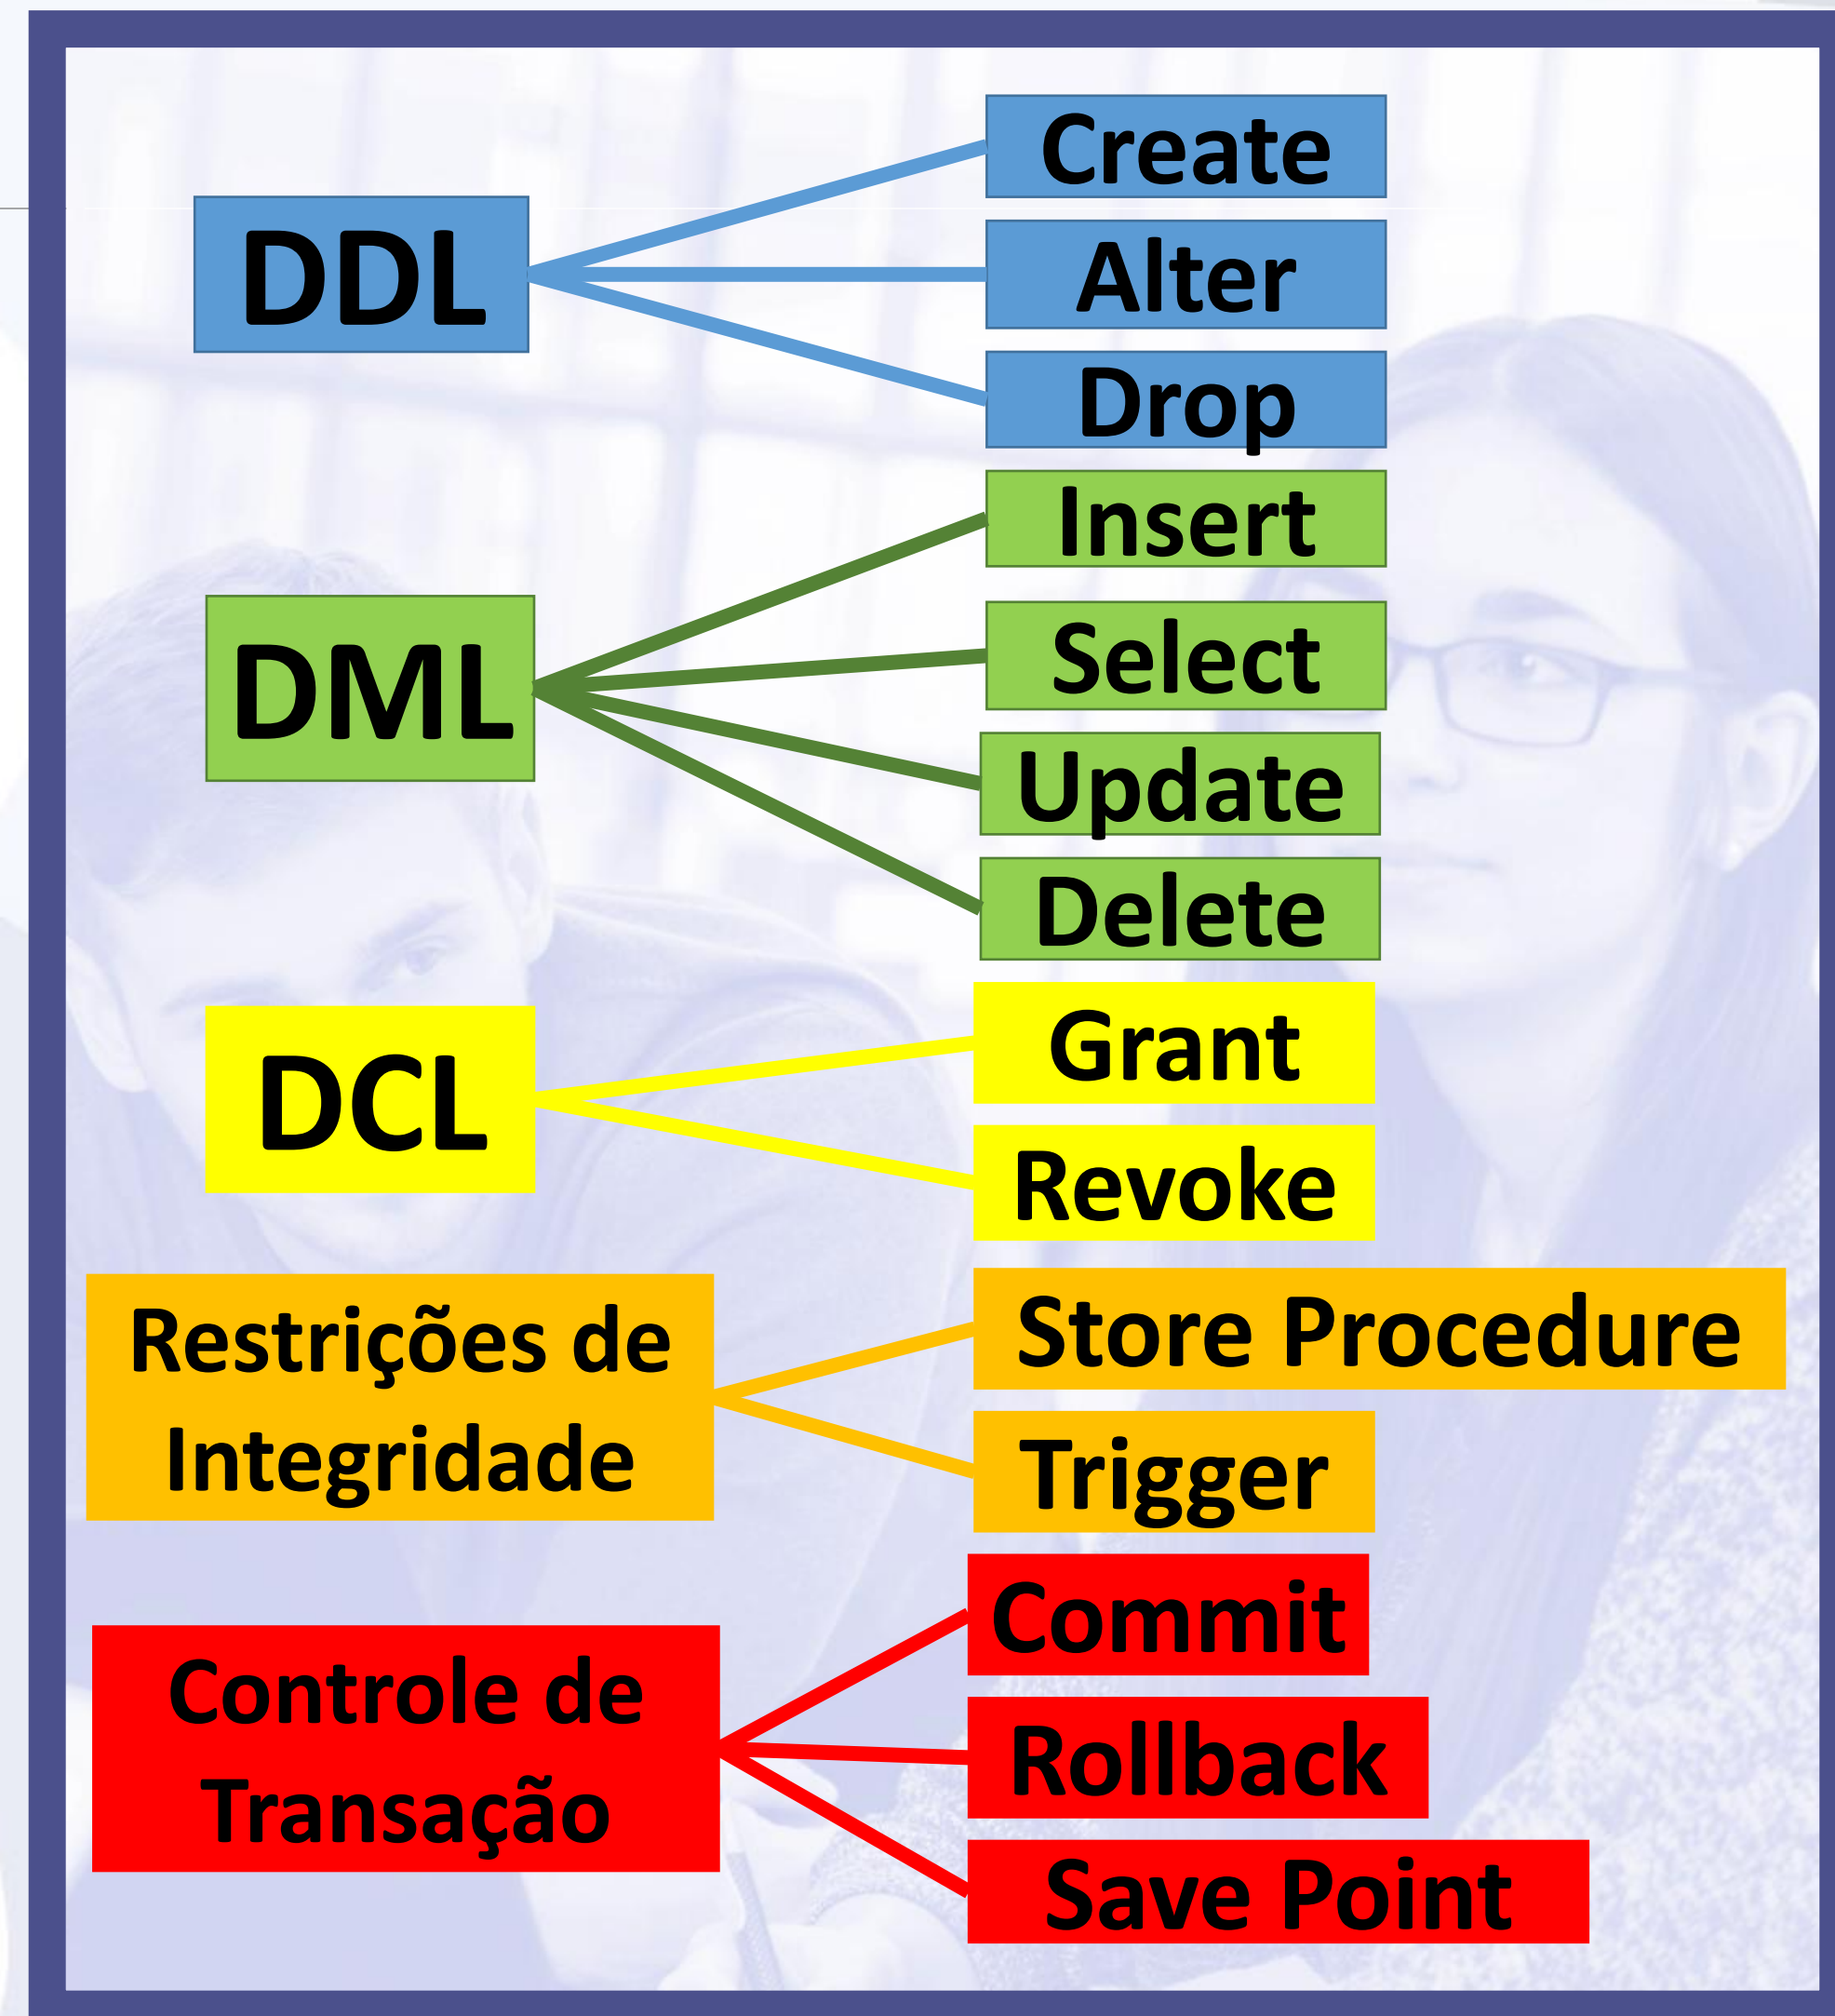 DDL
Create
Alter
Drop
DML
Insert
Select
Update
Delete
DCL
Grant
Revoke
Restrições de
Integridade
Store Procedure
Trigger
Controle de
Transação
Commit
Rollback
Save Point